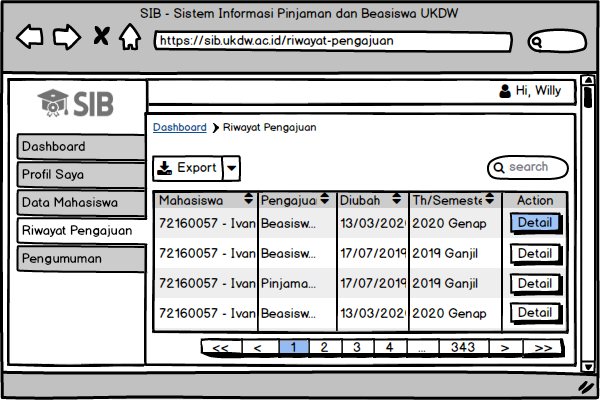 SIB - Sistem Informasi Pinjaman dan Beasiswa UKDW
https://sib.ukdw.ac.id/riwayat-pengajuan
SIB
Hi, Willy
Dashboard
Profil Saya
Data Mahasiswa
Riwayat Pengajuan
Pengumuman
Dashboard > Riwayat Pengajuan
Export
search
Mahasiswa Pengajuar Diubah Th/Semeste Action
72160057 - Ivan Beasisw... 13/03/2020 2020 Genap Detail
72160057 - Ivan Beasisw... 17/07/2019 2019 Ganjil Detail
72160057 - Ivan Pinjama... 17/07/2019 2019 Ganjil Detail
72160057 - Ivan Beasisw... 13/03/2020 2020 Genap Detail
<< < 1 2 3 4 ... 343 > >>